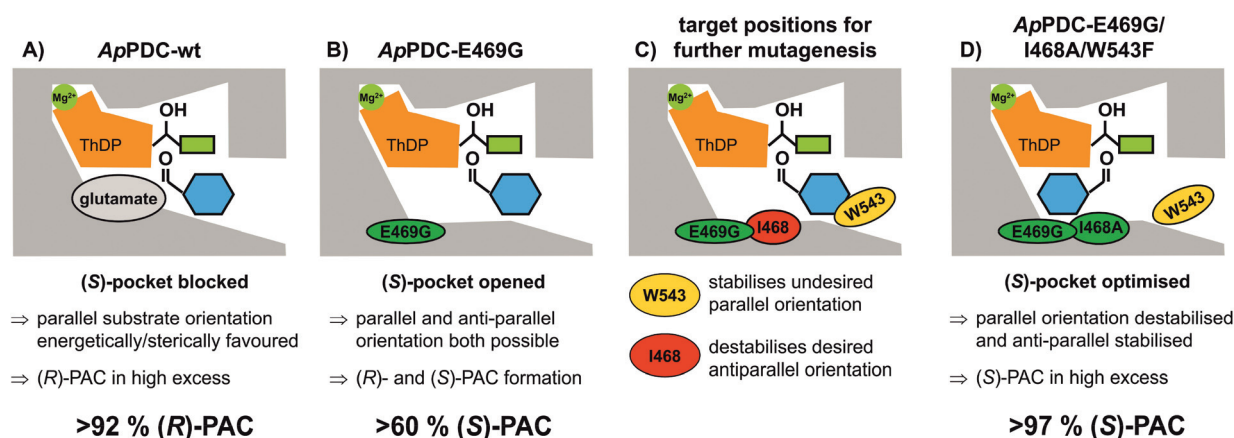 A)
ApPDC-wt
Mg2+
ThDP
OH
O
glutamate
(S)-pocket blocked
⇒ parallel substrate orientation
energetically/sterically favoured
⇒ (R)-PAC in high excess
>92 % (R)-PAC
B)
ApPDC-E469G
Mg2+
ThDP
OH
O
E469G
(S)-pocket opened
⇒ parallel and anti-parallel
orientation both possible
⇒ (R)- and (S)-PAC formation
>60 % (S)-PAC
C)
target positions for
further mutagenesis
Mg2+
ThDP
OH
O
W543
E469G
I468
W543
stabilises undesired
parallel orientation
I468
destabilises desired
antiparallel orientation
D)
ApPDC-E469G/
I468A/W543F
Mg2+
ThDP
OH
O
W543
E469G
I468A
(S)-pocket optimised
⇒ parallel orientation destabilised
and anti-parallel stabilised
⇒ (S)-PAC in high excess
>97 % (S)-PAC